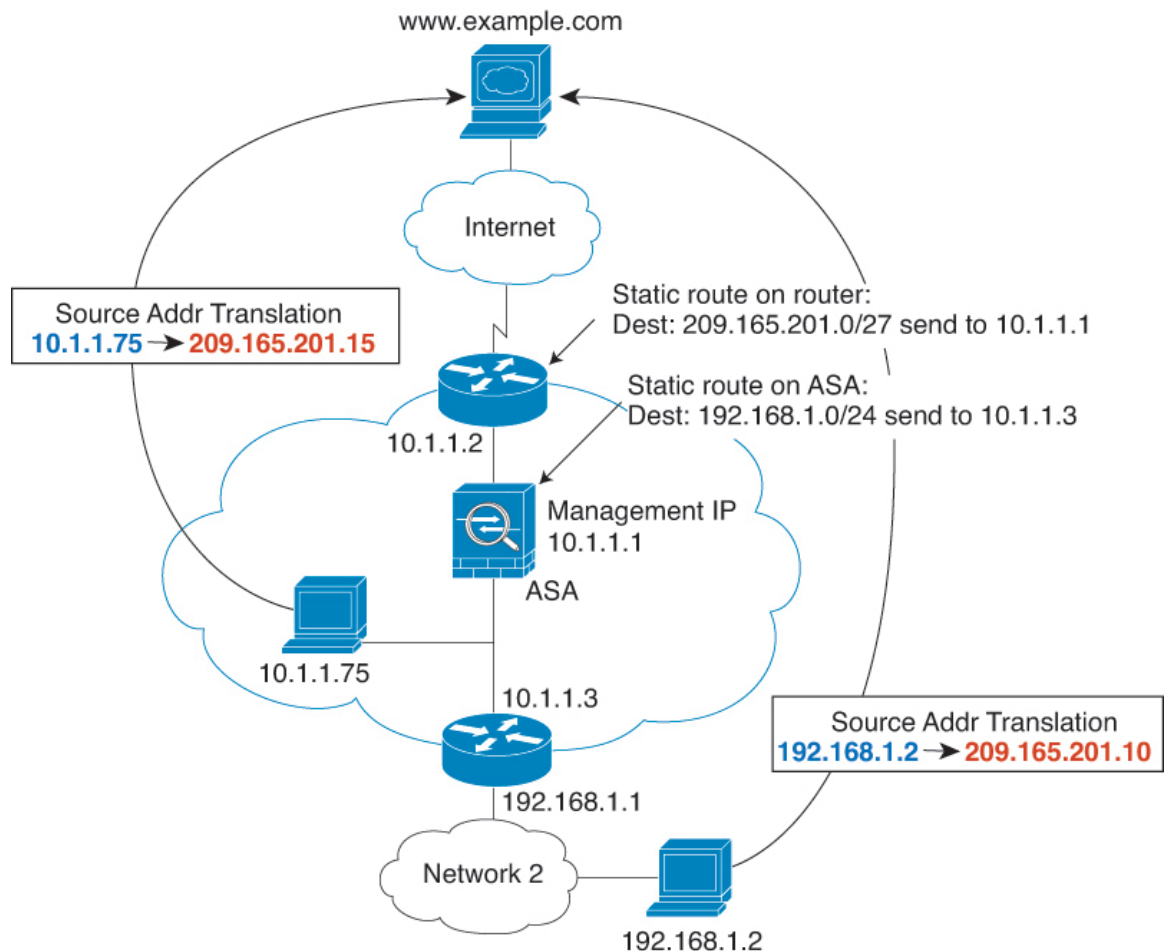 www.example.com
Internet
Source Addr Translation
10.1.1.75 209.165.201.15
Static route on router:
Dest: 209.165.201.0/27 send to 10.1.1.1
Static route on ASA:
Dest: 192.168.1.0/24 send to 10.1.1.3
10.1.1.2
Management IP
10.1.1.1
ASA
10.1.1.75
10.1.1.3
Source Addr Translation
192.168.1.2 209.165.201.10
192.168.1.1
Network 2
192.168.1.2